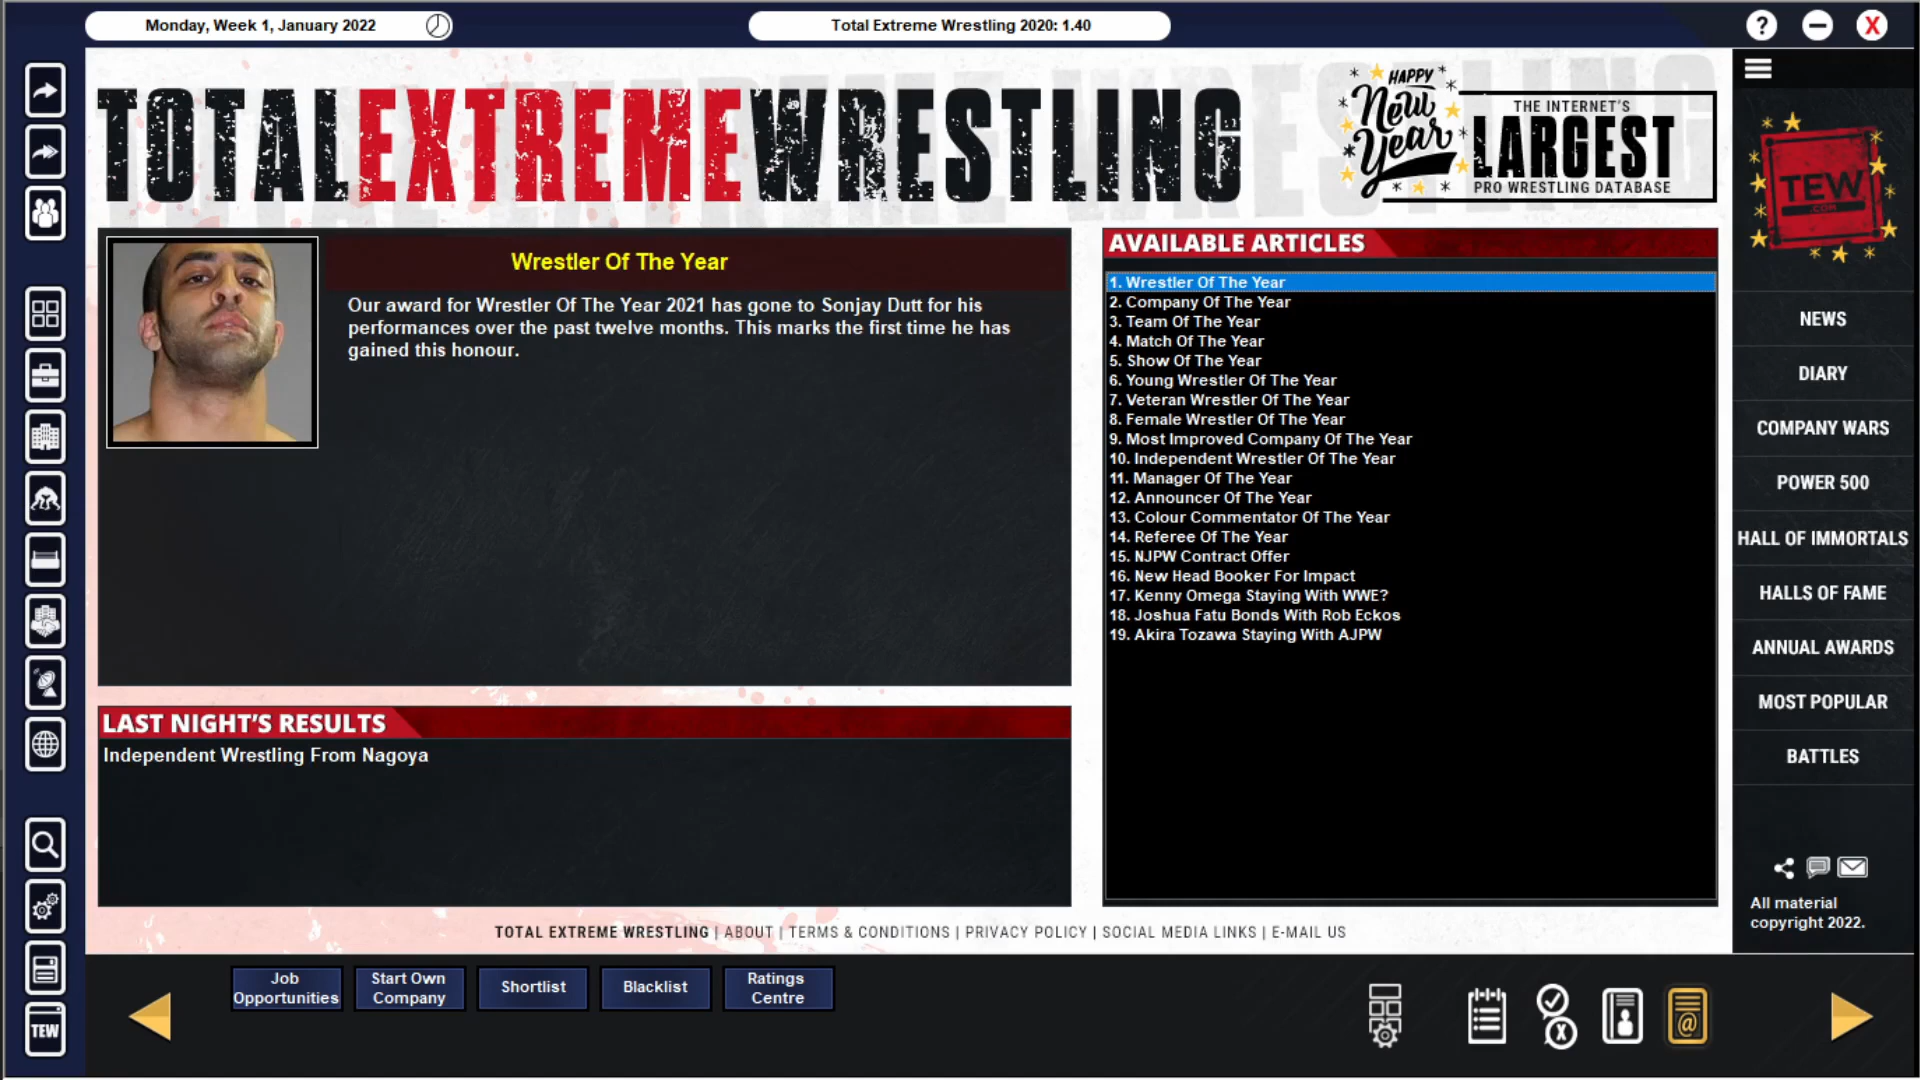 Monday, Week 1, January 2022
Total Extreme Wrestling 2020: 1.40
?
X
TOTALEXTREMEWRESTLING
HAPPY
New
Year
THE INTERNET'S
LARGEST
PRO WRESTLING DATABASE
TEW
.COM
Wrestler Of The Year
Our award for Wrestler Of The Year 2021 has gone to Sonjay Dutt for his
performances over the past twelve months. This marks the first time he has
gained this honour.
LAST NIGHT'S RESULTS
Independent Wrestling From Nagoya
AVAILABLE ARTICLES
1. Wrestler Of The Year
2. Company Of The Year
3. Team Of The Year
4. Match Of The Year
5. Show Of The Year
6. Young Wrestler Of The Year
7. Veteran Wrestler Of The Year
8. Female Wrestler Of The Year
9. Most Improved Company Of The Year
10. Independent Wrestler Of The Year
11. Manager Of The Year
12. Announcer Of The Year
13. Colour Commentator Of The Year
14. Referee Of The Year
15. NJPW Contract Offer
16. New Head Booker For Impact
17. Kenny Omega Staying With WWE?
18. Joshua Fatu Bonds With Rob Eckos
19. Akira Tozawa Staying With AJPW
NEWS
DIARY
COMPANY WARS
POWER 500
HALL OF IMMORTALS
HALLS OF FAME
ANNUAL AWARDS
MOST POPULAR
BATTLES
All material
copyright 2022.
TOTAL EXTREME WRESTLING | ABOUT | TERMS & CONDITIONS | PRIVACY POLICY | SOCIAL MEDIA LINKS | E-MAIL US
TEW
Job
Opportunities
Start Own
Company
Shortlist
Blacklist
Ratings
Centre
X
@